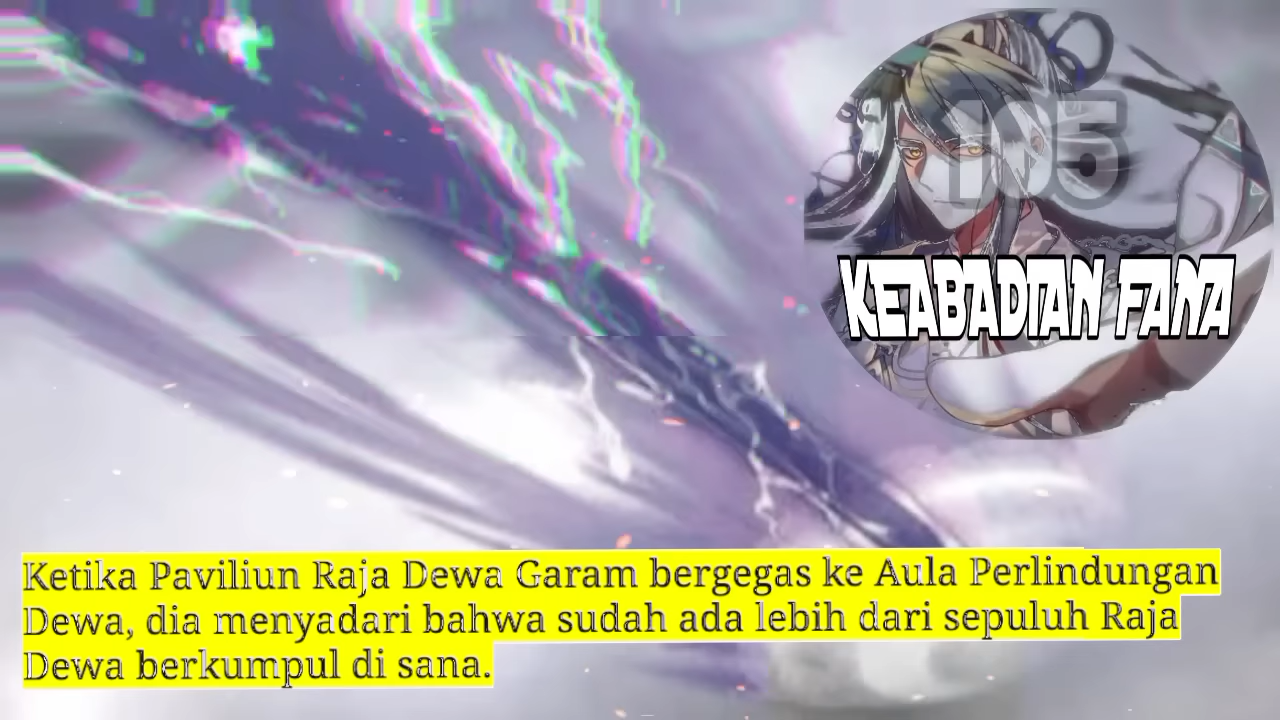 105
KEABADIAN FANA
Ketika Paviliun Raja Dewa Garam bergegas ke Aula Perlindungan
Dewa, dia menyadari bahwa sudah ada lebih dari sepuluh Raja
Dewa berkumpul di sana.